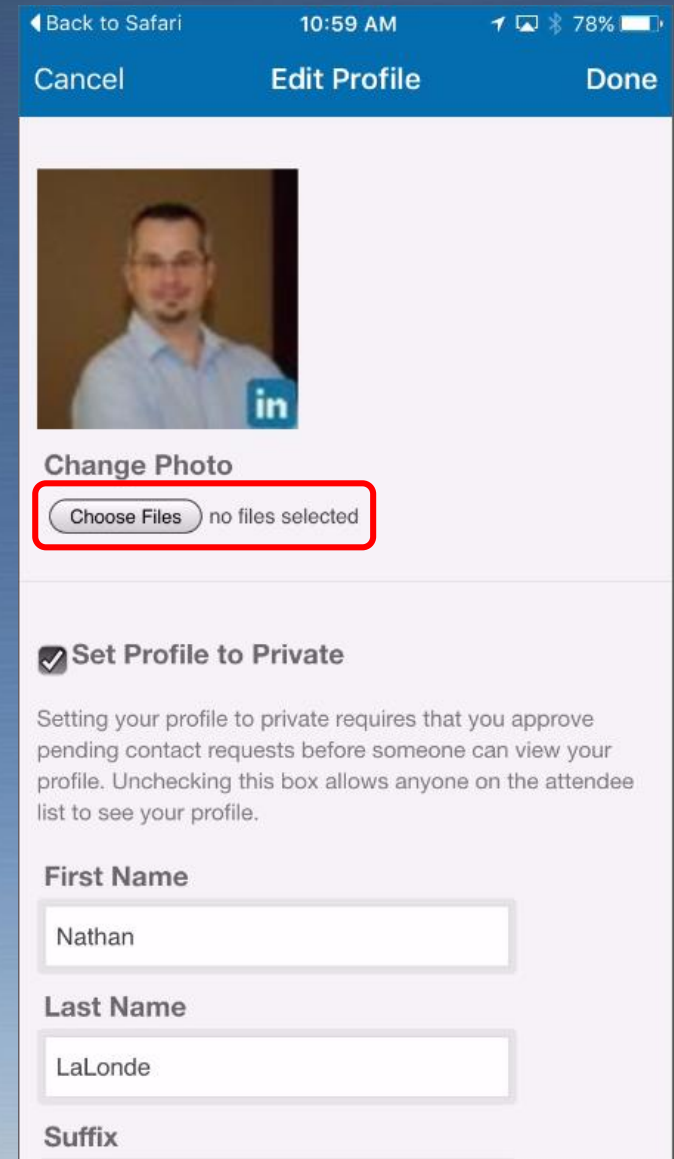 Back to Safari 10:59 AM 78%
Cancel Edit Profile Done
in
Change Photo
Choose Files no files selected
Set Profile to Private
Setting your profile to private requires that you approve
pending contact requests before someone can view your
profile. Unchecking this box allows anyone on the attendee
list to see your profile.
First Name
Nathan
Last Name
LaLonde
Suffix